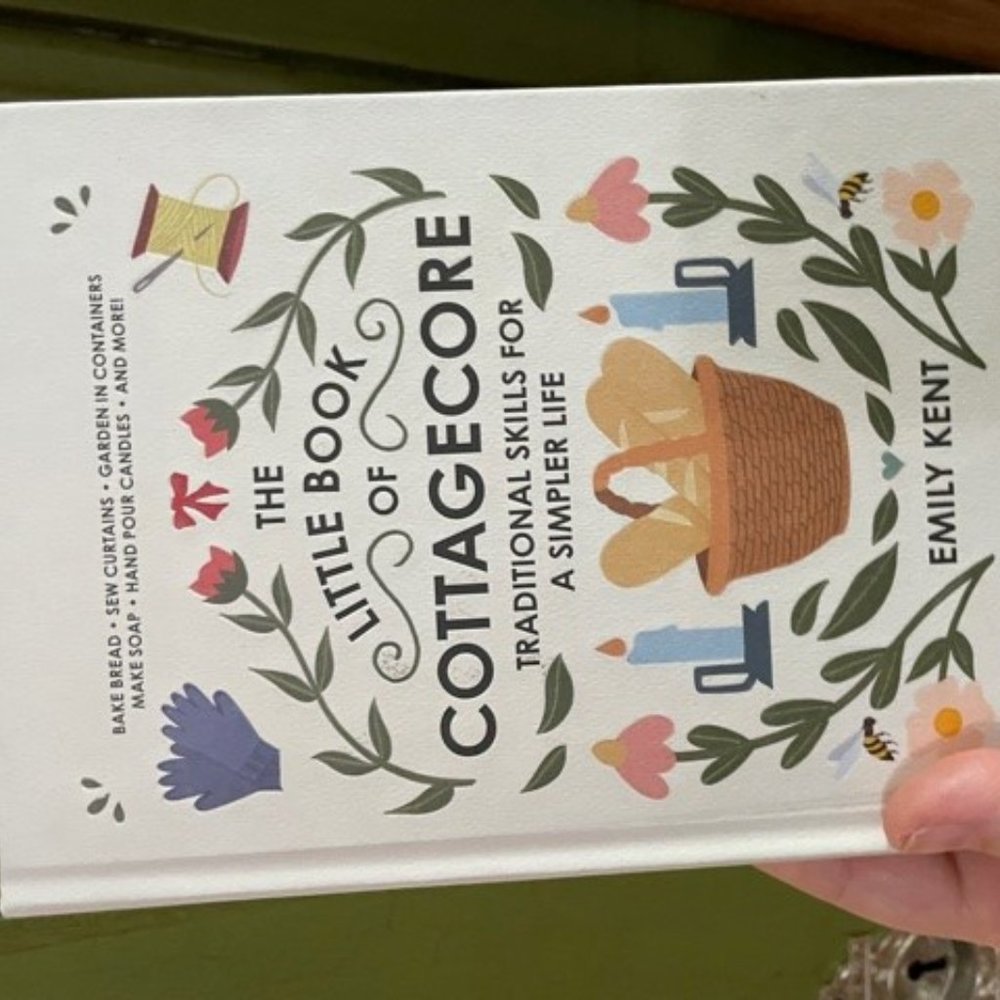 BAKE BREAD • SEW CURTAINS • GARDEN IN CONTAINERS
MAKE SOAP • HAND POUR CANDLES • AND MORE!
THE
LITTLE BOOK
OF
COTTAGECORE
TRADITIONAL SKILLS FOR
A SIMPLER LIFE
EMILY KENT